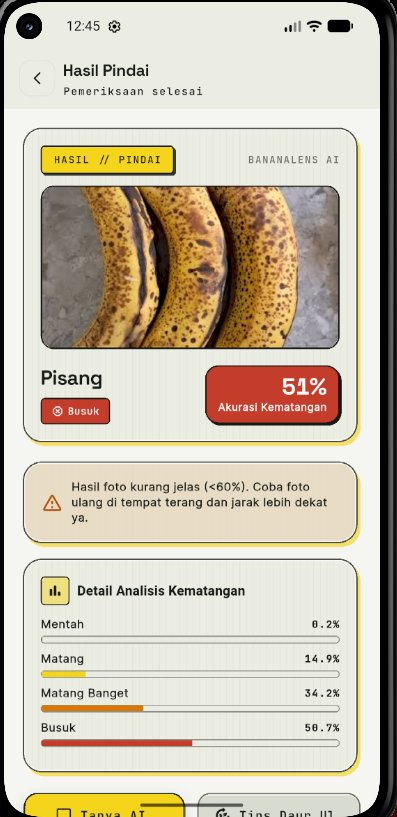 12:45
Hasil Pindai
Pemeriksaan selesai
HASIL // PINDAI
BANANALENS AI
Pisang
51%
Akurasi Kematangan
Busuk
Hasil foto kurang jelas (<60%). Coba foto
ulang di tempat terang dan jarak lebih dekat
ya.
Detail Analisis Kematangan
Mentah 0.2%
Matang 14.9%
Matang Banget 34.2%
Busuk 50.7%
Tanya AI
Tips Daur Ul